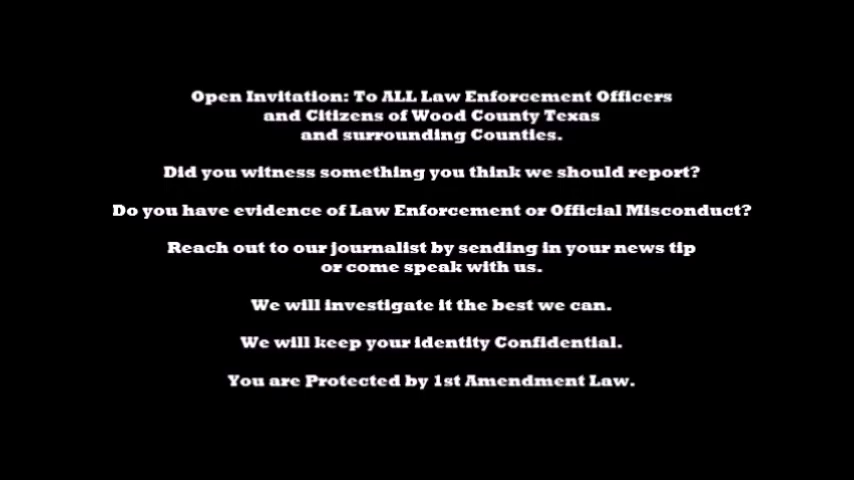 Open Invitation: To ALL Law Enforcement Officers
and Citizens of Wood County Texas
and surrounding Counties.
Did you witness something you think we should report?
Do you have evidence of Law Enforcement or Official Misconduct?
Reach out to our journalist by sending in your news tip
or come speak with us.
We will investigate it the best we can.
We will keep your identity Confidential.
You are Protected by 1st Amendment Law.